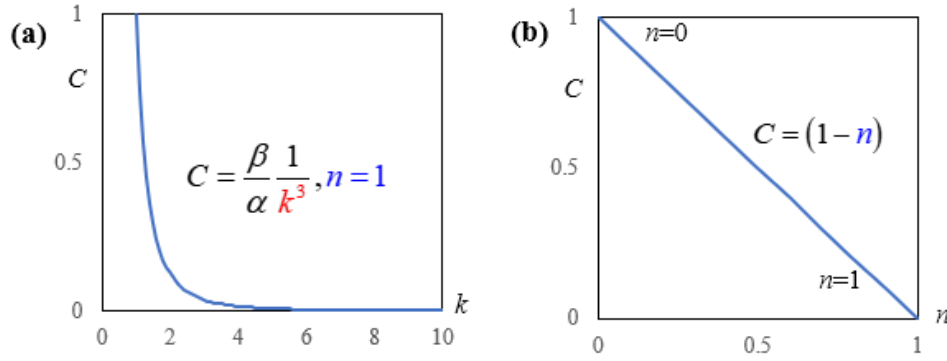 (a)
1
C
0.5
0
C = β/α 1/k³, n = 1
0 2 4 6 8 10
k
(b)
1
C
0.5
0
n=0
C = (1 − n)
n=1
0 0.5 1
n